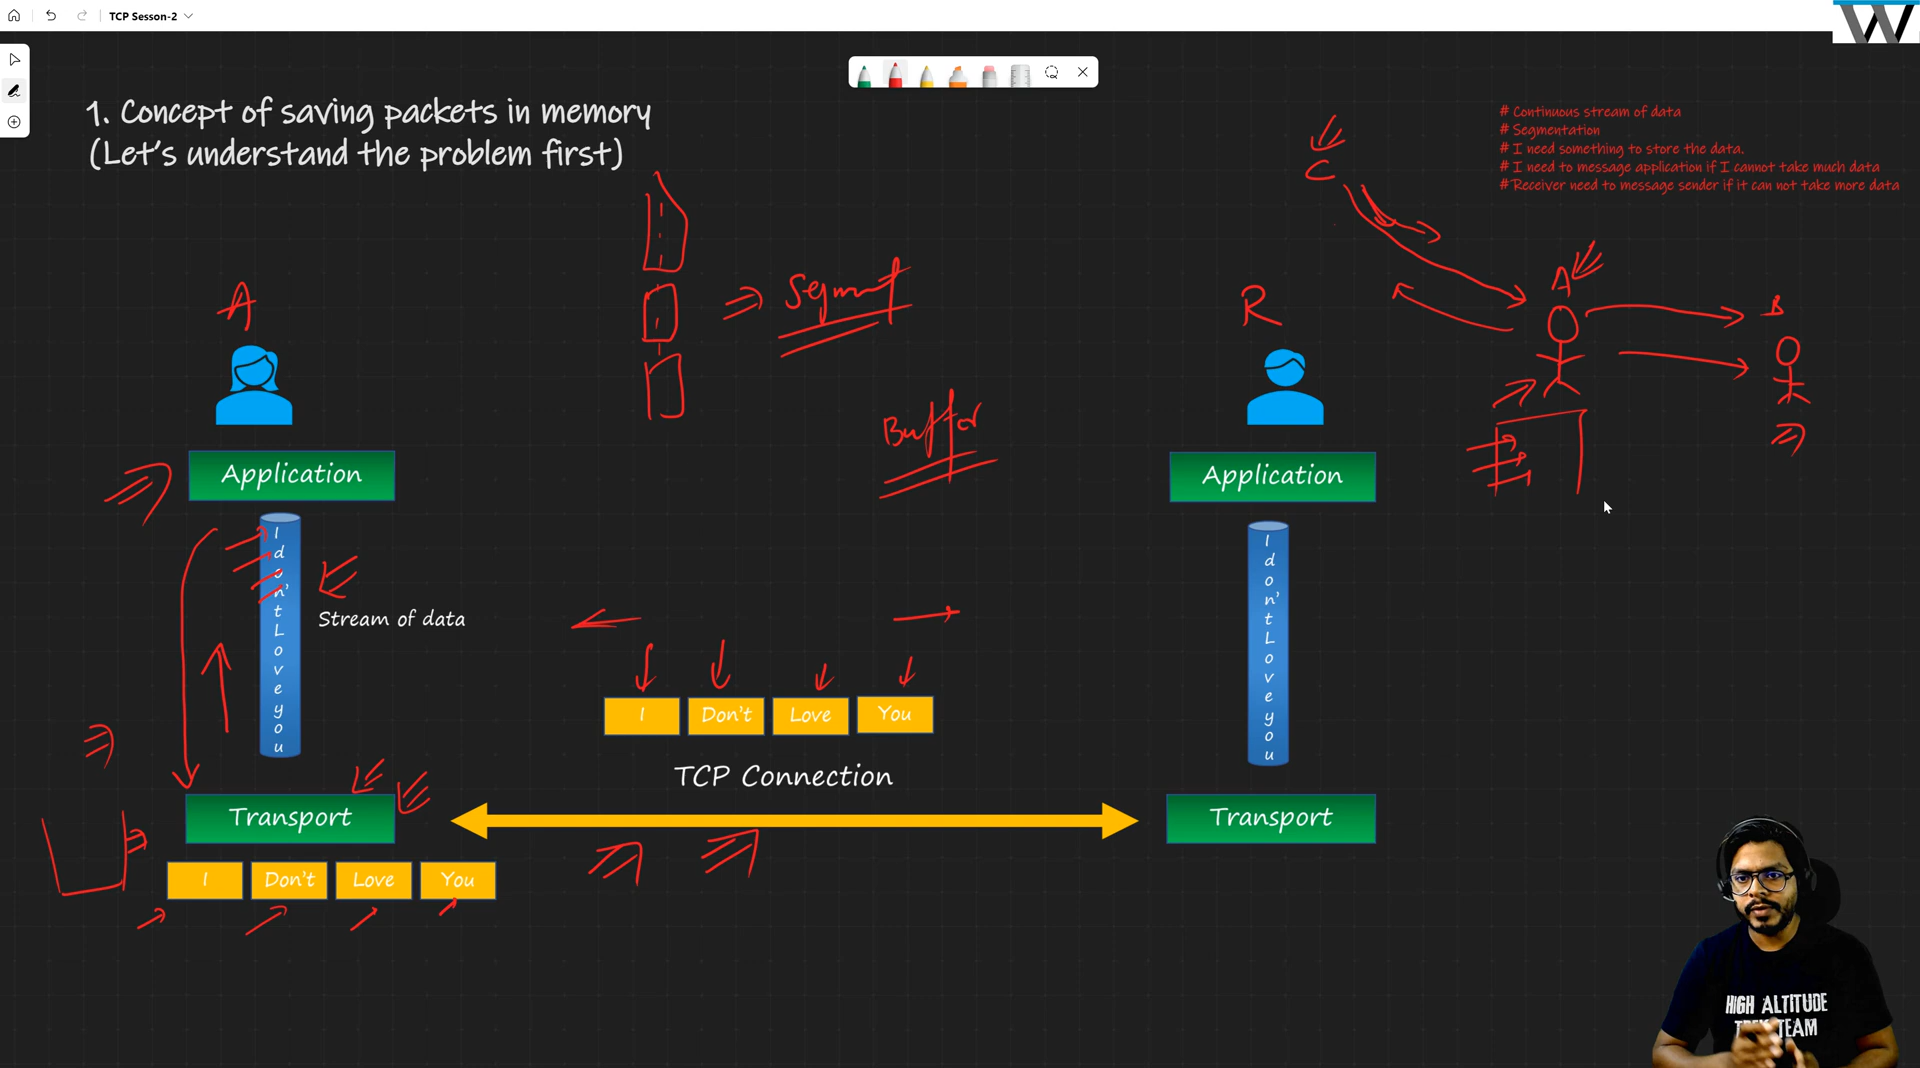 TCP Sesson-2
W
1. Concept of saving packets in memory
(Let's understand the problem first)
# Continuous stream of data
# Segmentation
# I need something to store the data.
# I need to message application if I cannot take much data
# Receiver need to message sender if it can not take more data
C
A
B
A
R
Segment
Buffer
Application
Application
I
d
o
n'
t
L
o
v
e
y
o
u
Stream of data
I
d
o
n'
t
L
o
v
e
y
o
u
I Don't Love You
TCP Connection
Transport
Transport
I Don't Love You
HIGH ALTITUDE
TREK TEAM